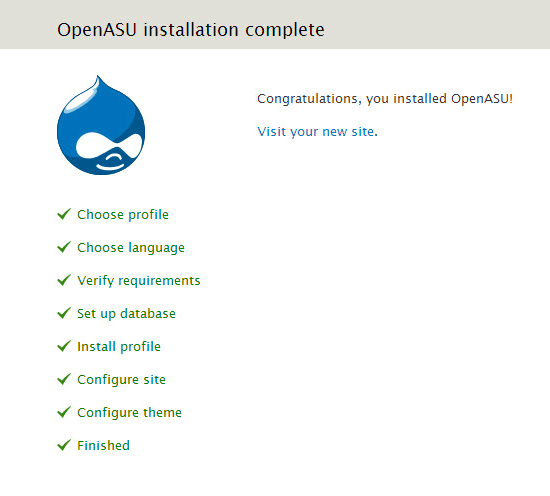 OpenASU installation complete
Congratulations, you installed OpenASU!
Visit your new site.
Choose profile
Choose language
Verify requirements
Set up database
Install profile
Configure site
Configure theme
Finished